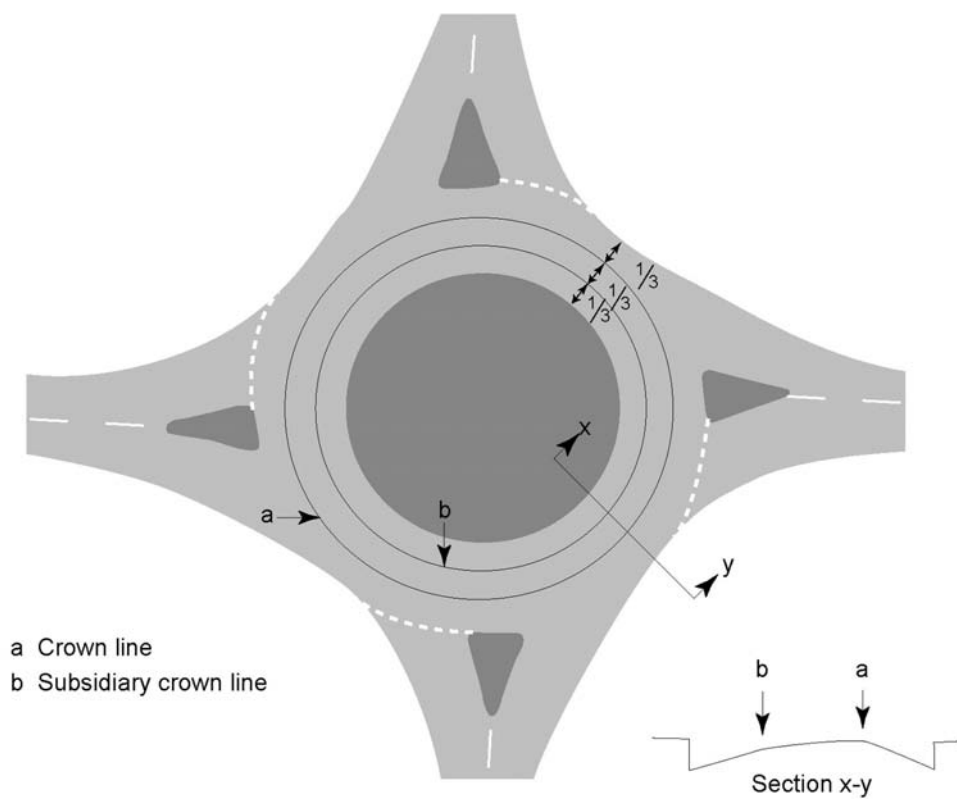 1/3
1/3
1/3
x
b
a
y
a Crown line
b Subsidiary crown line
b a
Section x-y